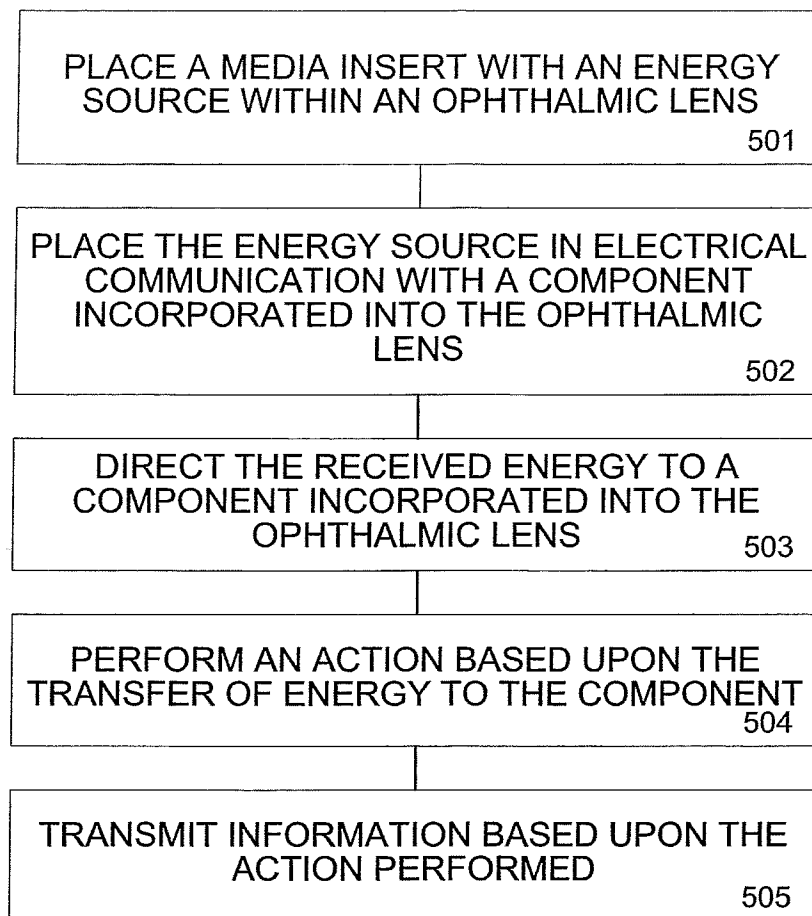 PLACE A MEDIA INSERT WITH AN ENERGY
SOURCE WITHIN AN OPHTHALMIC LENS
501
PLACE THE ENERGY SOURCE IN ELECTRICAL
COMMUNICATION WITH A COMPONENT
INCORPORATED INTO THE OPHTHALMIC
LENS
502
DIRECT THE RECEIVED ENERGY TO A
COMPONENT INCORPORATED INTO THE
OPHTHALMIC LENS
503
PERFORM AN ACTION BASED UPON THE
TRANSFER OF ENERGY TO THE COMPONENT
504
TRANSMIT INFORMATION BASED UPON THE
ACTION PERFORMED
505